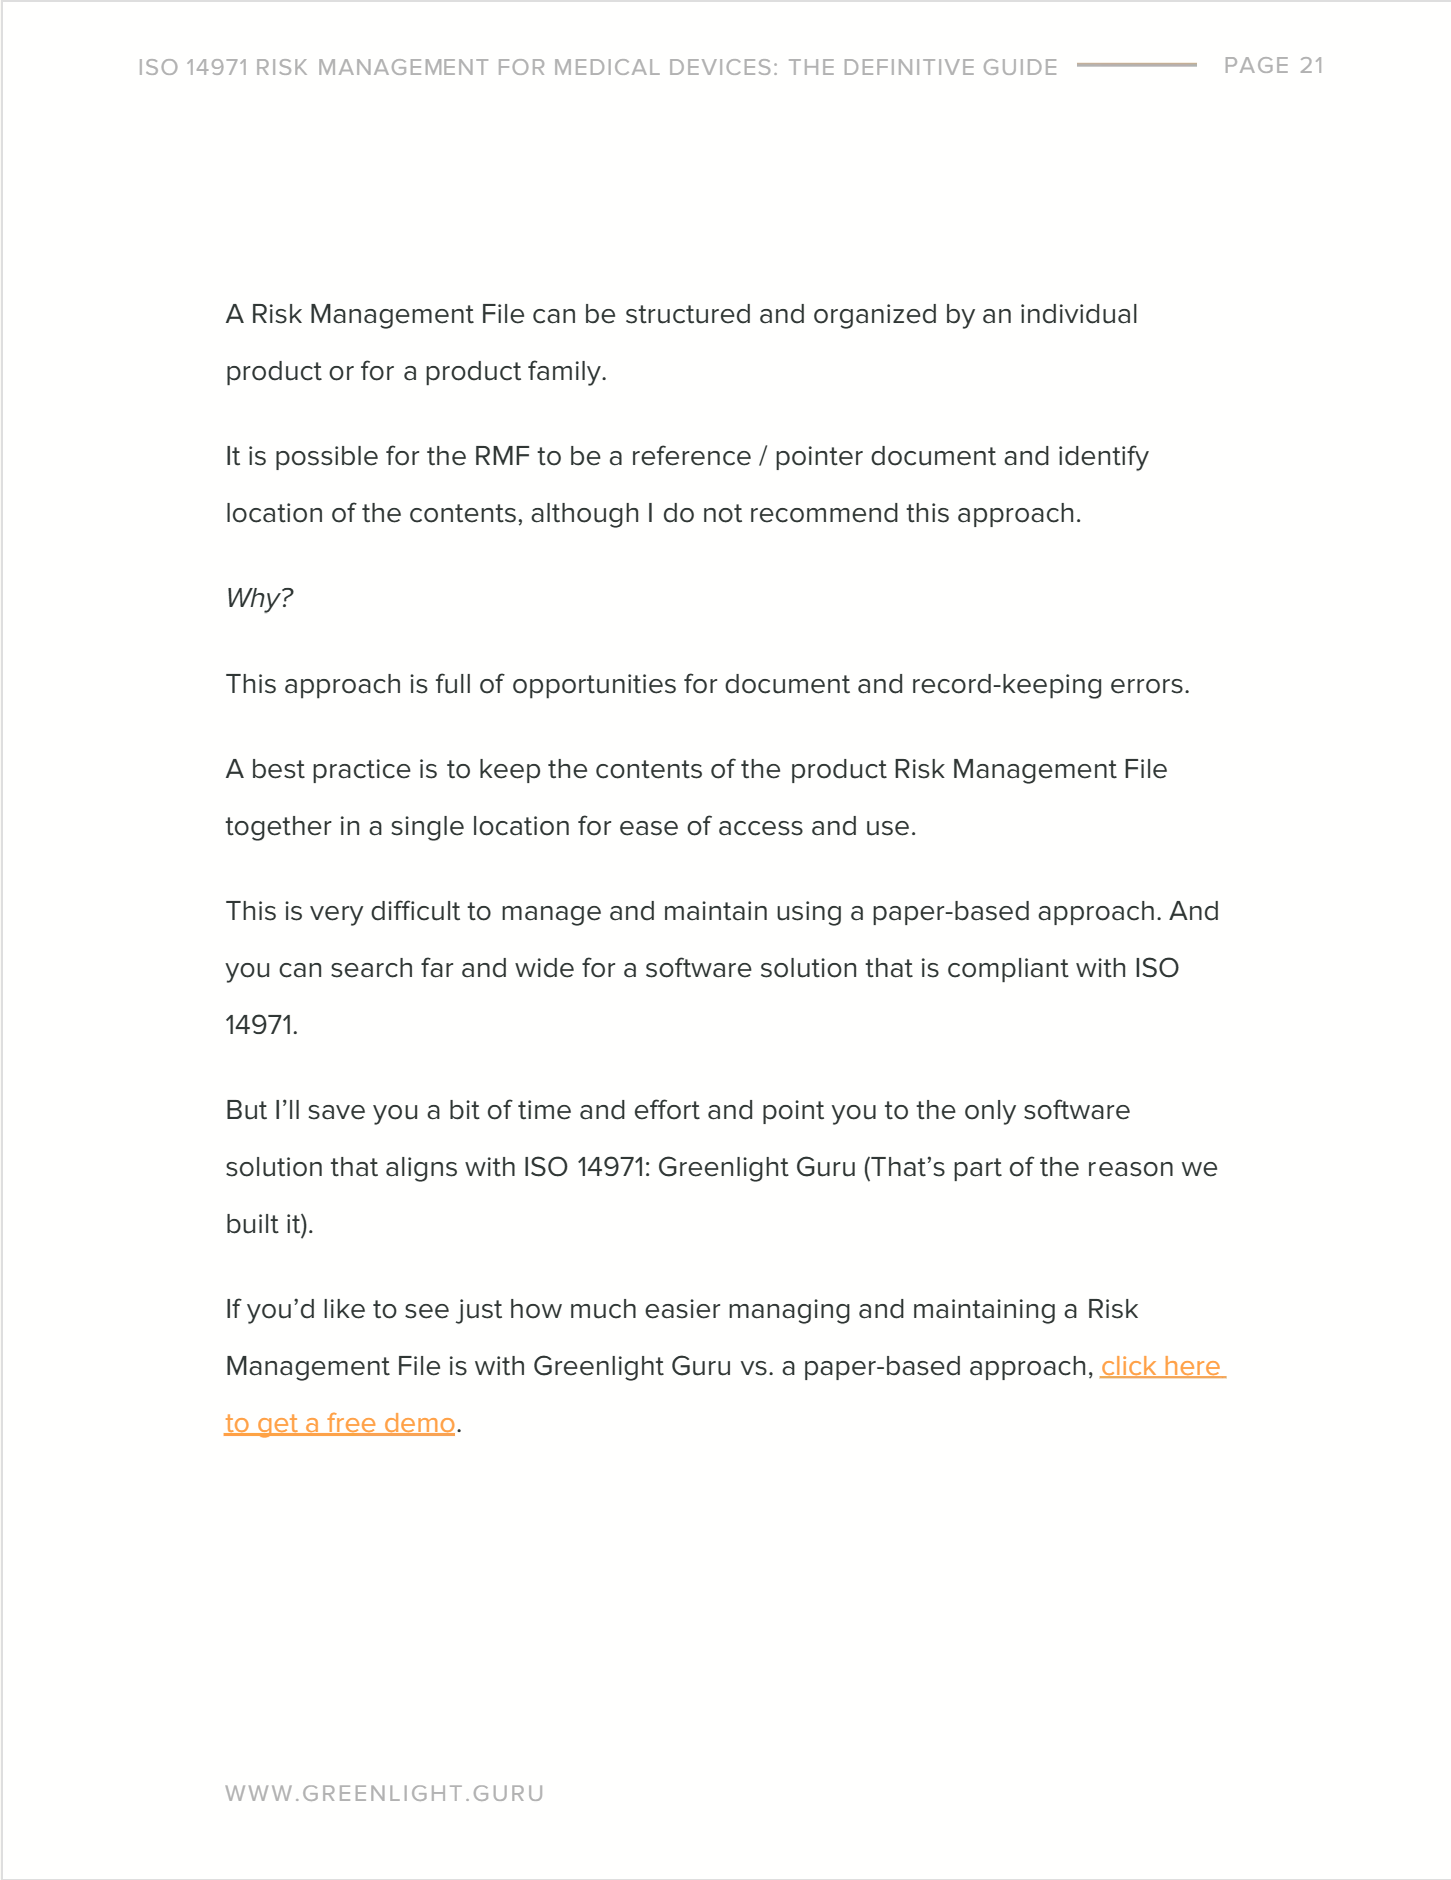 ISO 14971 RISK MANAGEMENT FOR MEDICAL DEVICES: THE DEFINITIVE GUIDE PAGE 21
A Risk Management File can be structured and organized by an individual
product or for a product family.
It is possible for the RMF to be a reference / pointer document and identify
location of the contents, although I do not recommend this approach.
Why?
This approach is full of opportunities for document and record-keeping errors.
A best practice is to keep the contents of the product Risk Management File
together in a single location for ease of access and use.
This is very difficult to manage and maintain using a paper-based approach. And
you can search far and wide for a software solution that is compliant with ISO
14971.
But I’ll save you a bit of time and effort and point you to the only software
solution that aligns with ISO 14971: Greenlight Guru (That’s part of the reason we
built it).
If you’d like to see just how much easier managing and maintaining a Risk
Management File is with Greenlight Guru vs. a paper-based approach, click here
to get a free demo.
WWW.GREENLIGHT.GURU